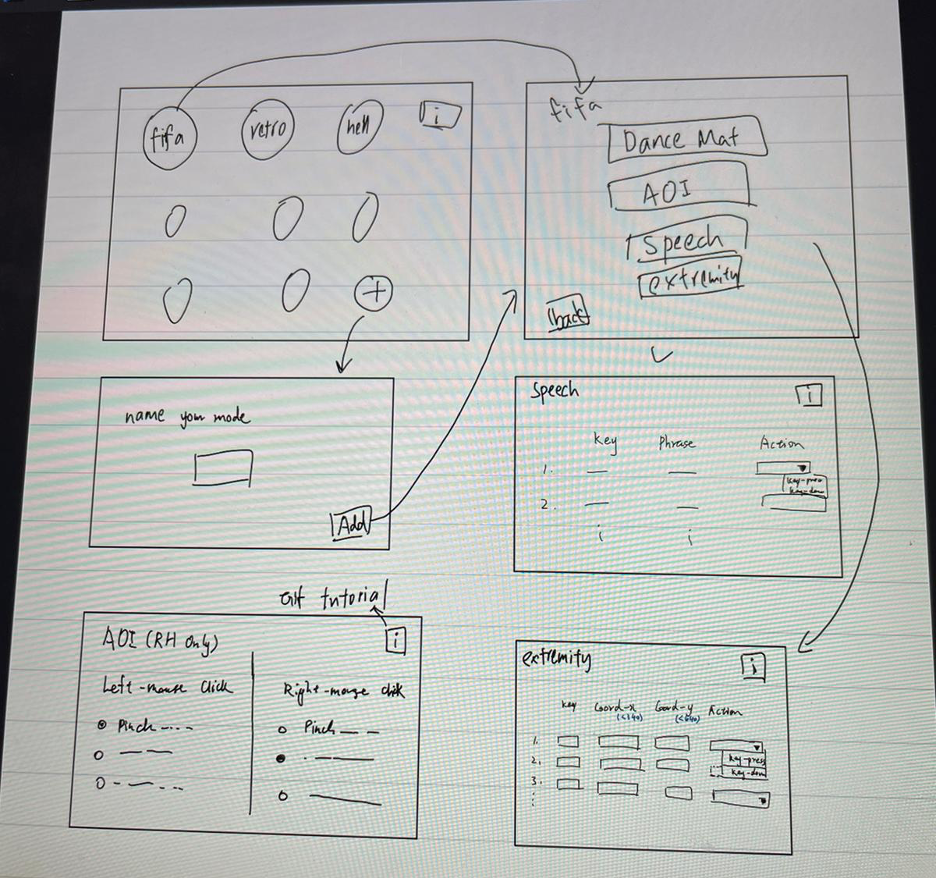 fifa
retro
hell
i
+
fifa
Dance Mat
AOI
Speech
extremity
back
name your mode
Add
Speech
i
Key Phrase Action
1.
key-press
key-down
2.
Gif tutorial
AOI (RH Only)
i
Left-mouse click
Pinch
Right-mouse click
Pinch
extremity
i
key Coord-x Coord-y Action
(<640)
1.
2.
key-press
key-down
3.